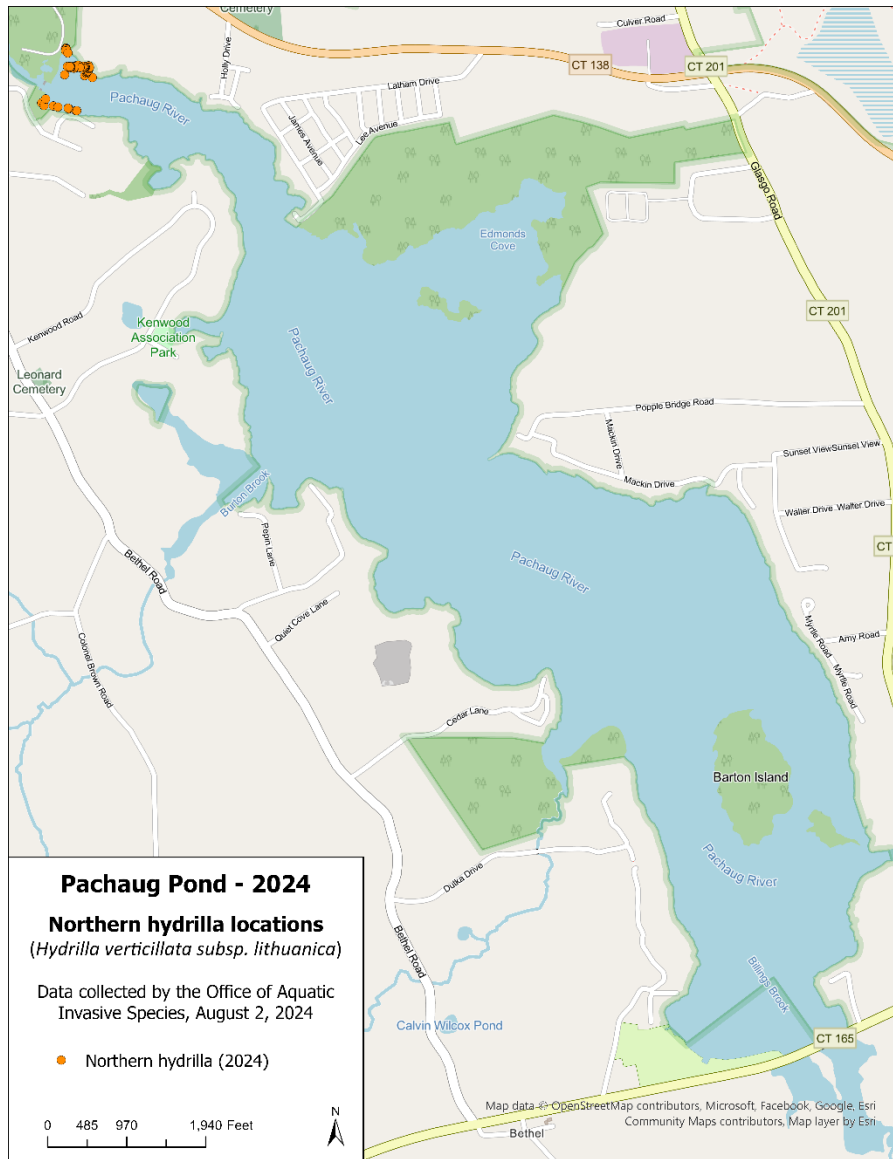 Cemetery
Culver Road
Holly Drive
CT 138
CT 201
Latham Drive
Pachaug River
James Avenue
Lee Avenue
Glasgo Road
Edmonds
Cove
CT 201
Kenwood Road
Kenwood
Association
Park
Pachaug River
Leonard
Cemetery
Popple Bridge Road
Mackin Drive
Sunset View
Sunset View
Mackin Drive
Burton Brook
Walter Drive
Walter Drive
Pepin Lane
CT
Bethel Road
Pachaug River
Quiet Cove Lane
Myrtle Road
Amy Road
Colonel Brown Road
Myrtle Road
Cedar Lane
Barton Island
Pachaug River
Dutka Drive
Bethel Road
Billings Brook
Calvin Wilcox Pond
CT 165
Bethel
Pachaug Pond - 2024
Northern hydrilla locations
(Hydrilla verticillata subsp. lithuanica)
Data collected by the Office of Aquatic
Invasive Species, August 2, 2024
Northern hydrilla (2024)
0 485 970 1,940 Feet
N
Map data © OpenStreetMap contributors, Microsoft, Facebook, Google, Esri
Community Maps contributors, Map layer by Esri